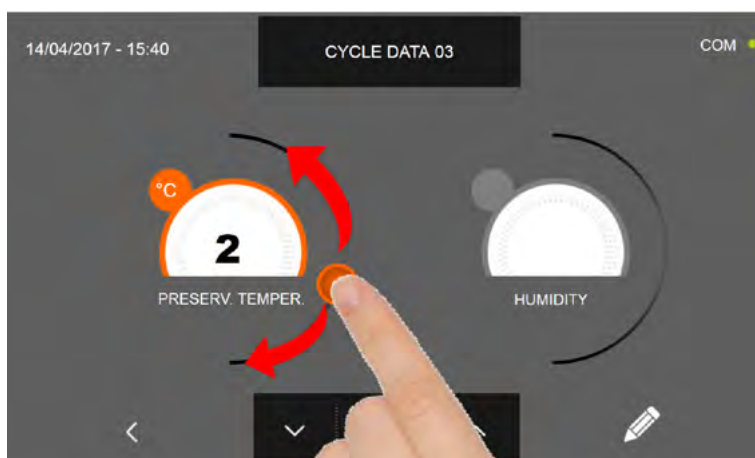 14/04/2017 - 15:40
CYCLE DATA 03
COM
°C
2
PRESERV. TEMPER.
HUMIDITY